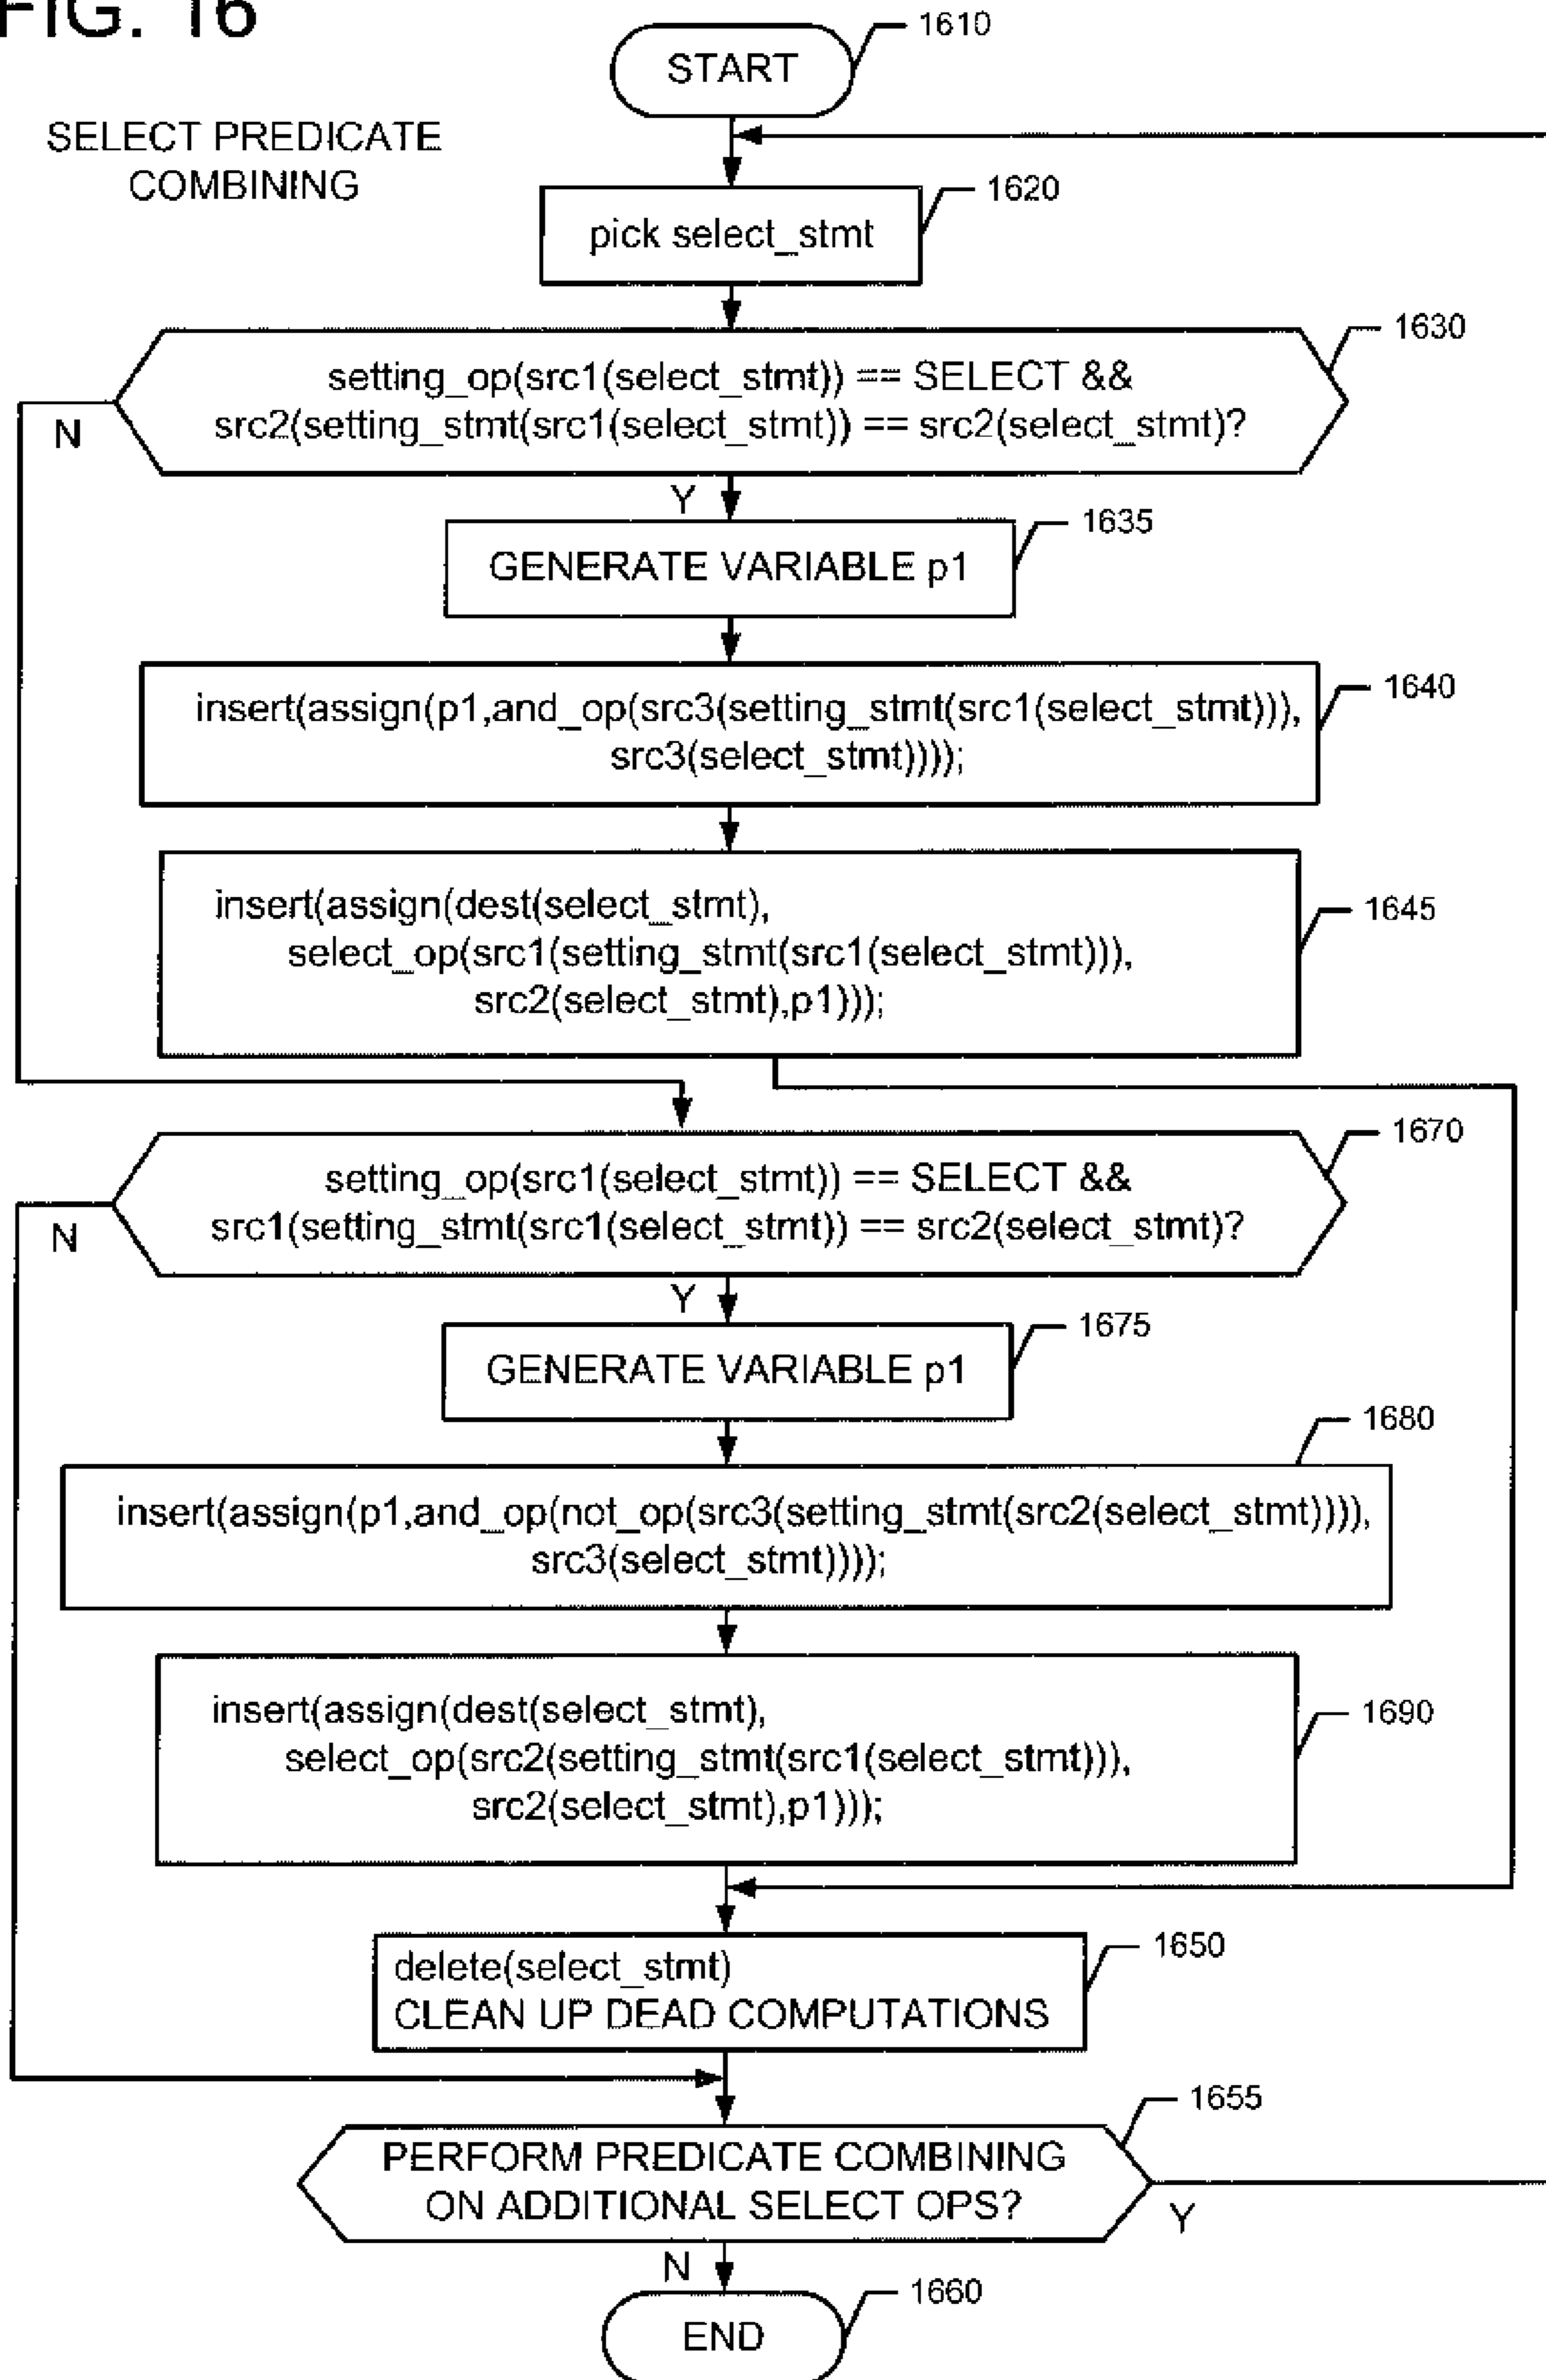 FIG. 16
1610
START
SELECT PREDICATE
COMBINING
1620
pick select_stmt
1630
setting_op(src1(select_stmt)) == SELECT &&
src2(setting_stmt(src1(select_stmt)) == src2(select_stmt)?
N
Y
1635
GENERATE VARIABLE p1
1640
insert(assign(p1,and_op(src3(setting_stmt(src1(select_stmt))),
src3(select_stmt))));
1645
insert(assign(dest(select_stmt),
select_op(src1(setting_stmt(src1(select_stmt))),
src2(select_stmt),p1)));
1670
setting_op(src1(select_stmt)) == SELECT &&
src1(setting_stmt(src1(select_stmt)) == src2(select_stmt)?
N
Y
1675
GENERATE VARIABLE p1
1680
insert(assign(p1,and_op(not_op(src3(setting_stmt(src2(select_stmt)))),
src3(select_stmt))));
1690
insert(assign(dest(select_stmt),
select_op(src2(setting_stmt(src1(select_stmt))),
src2(select_stmt),p1)));
1650
delete(select_stmt)
CLEAN UP DEAD COMPUTATIONS
1655
PERFORM PREDICATE COMBINING
ON ADDITIONAL SELECT OPS?
Y
N
1660
END